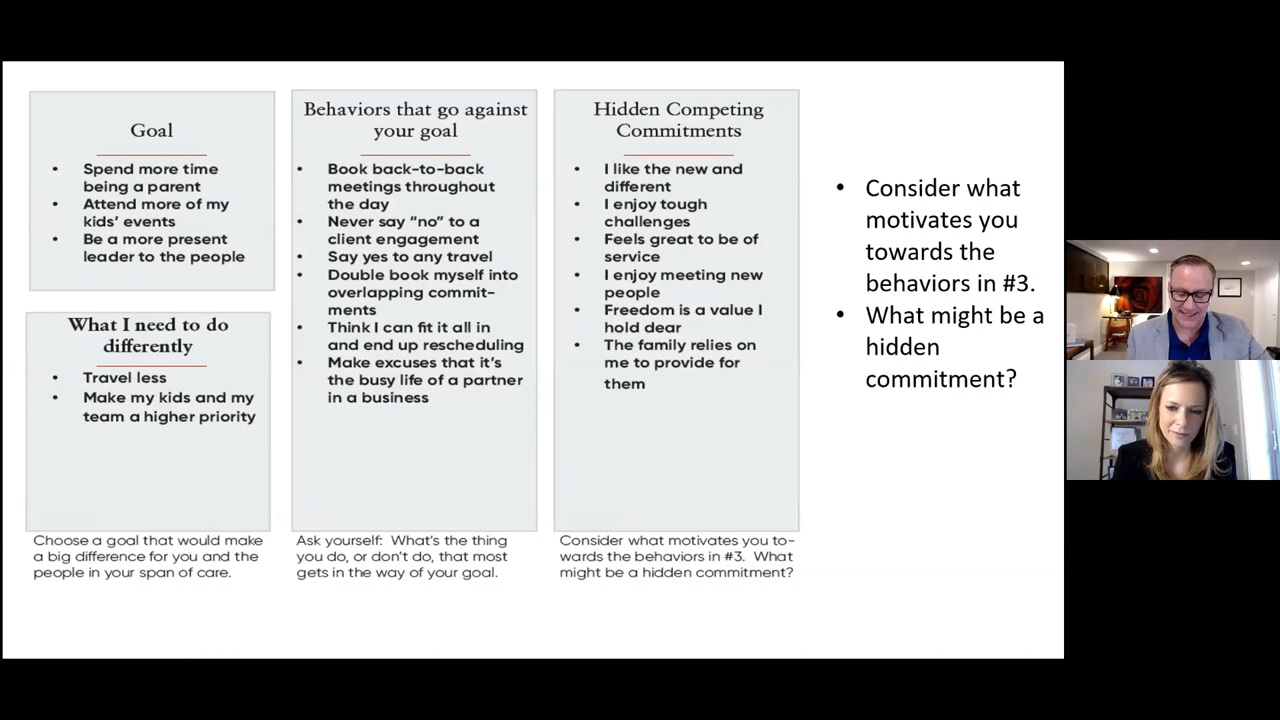 Goal
• Spend more time
being a parent
• Attend more of my
kids' events
• Be a more present
leader to the people
What I need to do
differently
• Travel less
• Make my kids and my
team a higher priority
Choose a goal that would make
a big difference for you and the
people in your span of care.
Behaviors that go against
your goal
• Book back-to-back
meetings throughout
the day
• Never say “no” to a
client engagement
• Say yes to any travel
• Double book myself into
overlapping commit-
ments
• Think I can fit it all in
and end up rescheduling
• Make excuses that it’s
the busy life of a partner
in a business
Ask yourself: What’s the thing
you do, or don’t do, that most
gets in the way of your goal.
Hidden Competing
Commitments
• I like the new and
different
• I enjoy tough
challenges
• Feels great to be of
service
• I enjoy meeting new
people
• Freedom is a value I
hold dear
• The family relies on
me to provide for
them
Consider what motivates you to-
wards the behaviors in #3. What
might be a hidden commitment?
• Consider what
motivates you
towards the
behaviors in #3.
• What might be a
hidden
commitment?